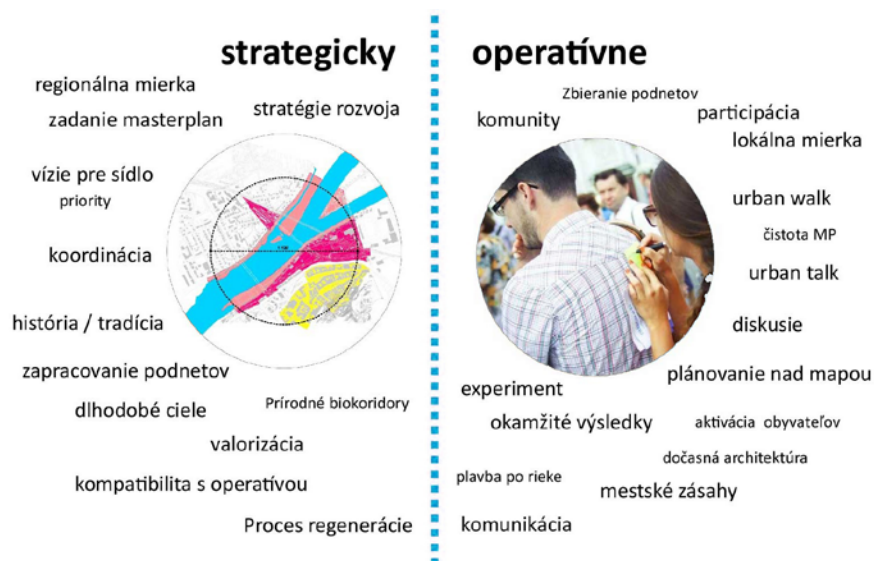 strategicky
regionálna mierka
zadanie masterplan
stratégie rozvoja
vízie pre sídlo
priority
koordinácia
história / tradícia
zapracovanie podnetov
dlhodobé ciele
Prírodné biokoridory
valorizácia
kompatibilita s operatívou
Proces regenerácie
operatívne
Zbieranie podnetov
komunity
participácia
lokálna mierka
urban walk
čistota MP
urban talk
diskusie
plánovanie nad mapou
experiment
okamžité výsledky
aktivácia obyvateľov
dočasná architektúra
plavba po rieke
mestské zásahy
komunikácia